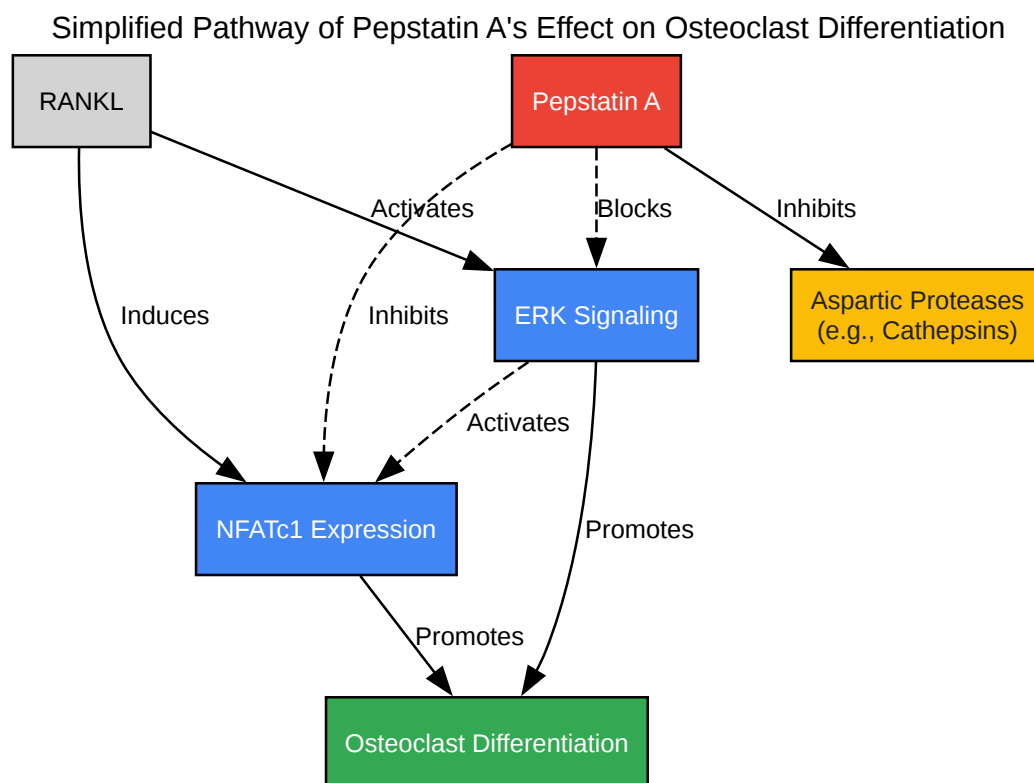 Simplified Pathway of Pepstatin A's Effect on Osteoclast Differentiation
RANKL
Pepstatin A
Activates
Blocks
Inhibits
Induces
Inhibits
ERK Signaling
Aspartic Proteases
(e.g., Cathepsins)
Activates
NFATc1 Expression
Promotes
Promotes
Osteoclast Differentiation